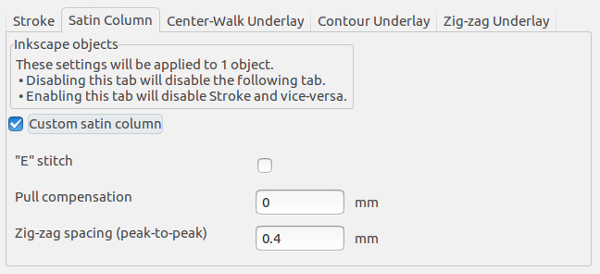 Stroke Satin Column Center-Walk Underlay Contour Underlay Zig-zag Underlay
Inkscape objects
These settings will be applied to 1 object.
• Disabling this tab will disable the following tab.
• Enabling this tab will disable Stroke and vice-versa.
Custom satin column
"E" stitch
Pull compensation 0 mm
Zig-zag spacing (peak-to-peak) 0.4 mm